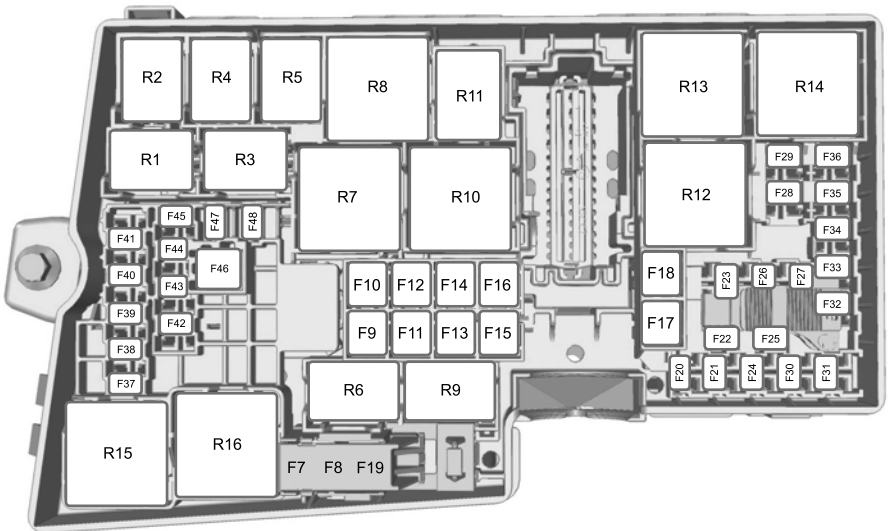 R2 R4 R5 R8 R11 R13 R14
R1 R3 R7 R10 R12
F29 F36
F28 F35
F45 F47 F48
F41 F44 F34
F40 F43 F46
F18 F23 F26 F27 F33
F10 F12 F14 F16
F39 F42 F32
F9 F11 F13 F15 F17
F38 F22 F25
F37 R6 R9 F20 F21 F24 F30 F31
R15 R16
F7 F8 F19